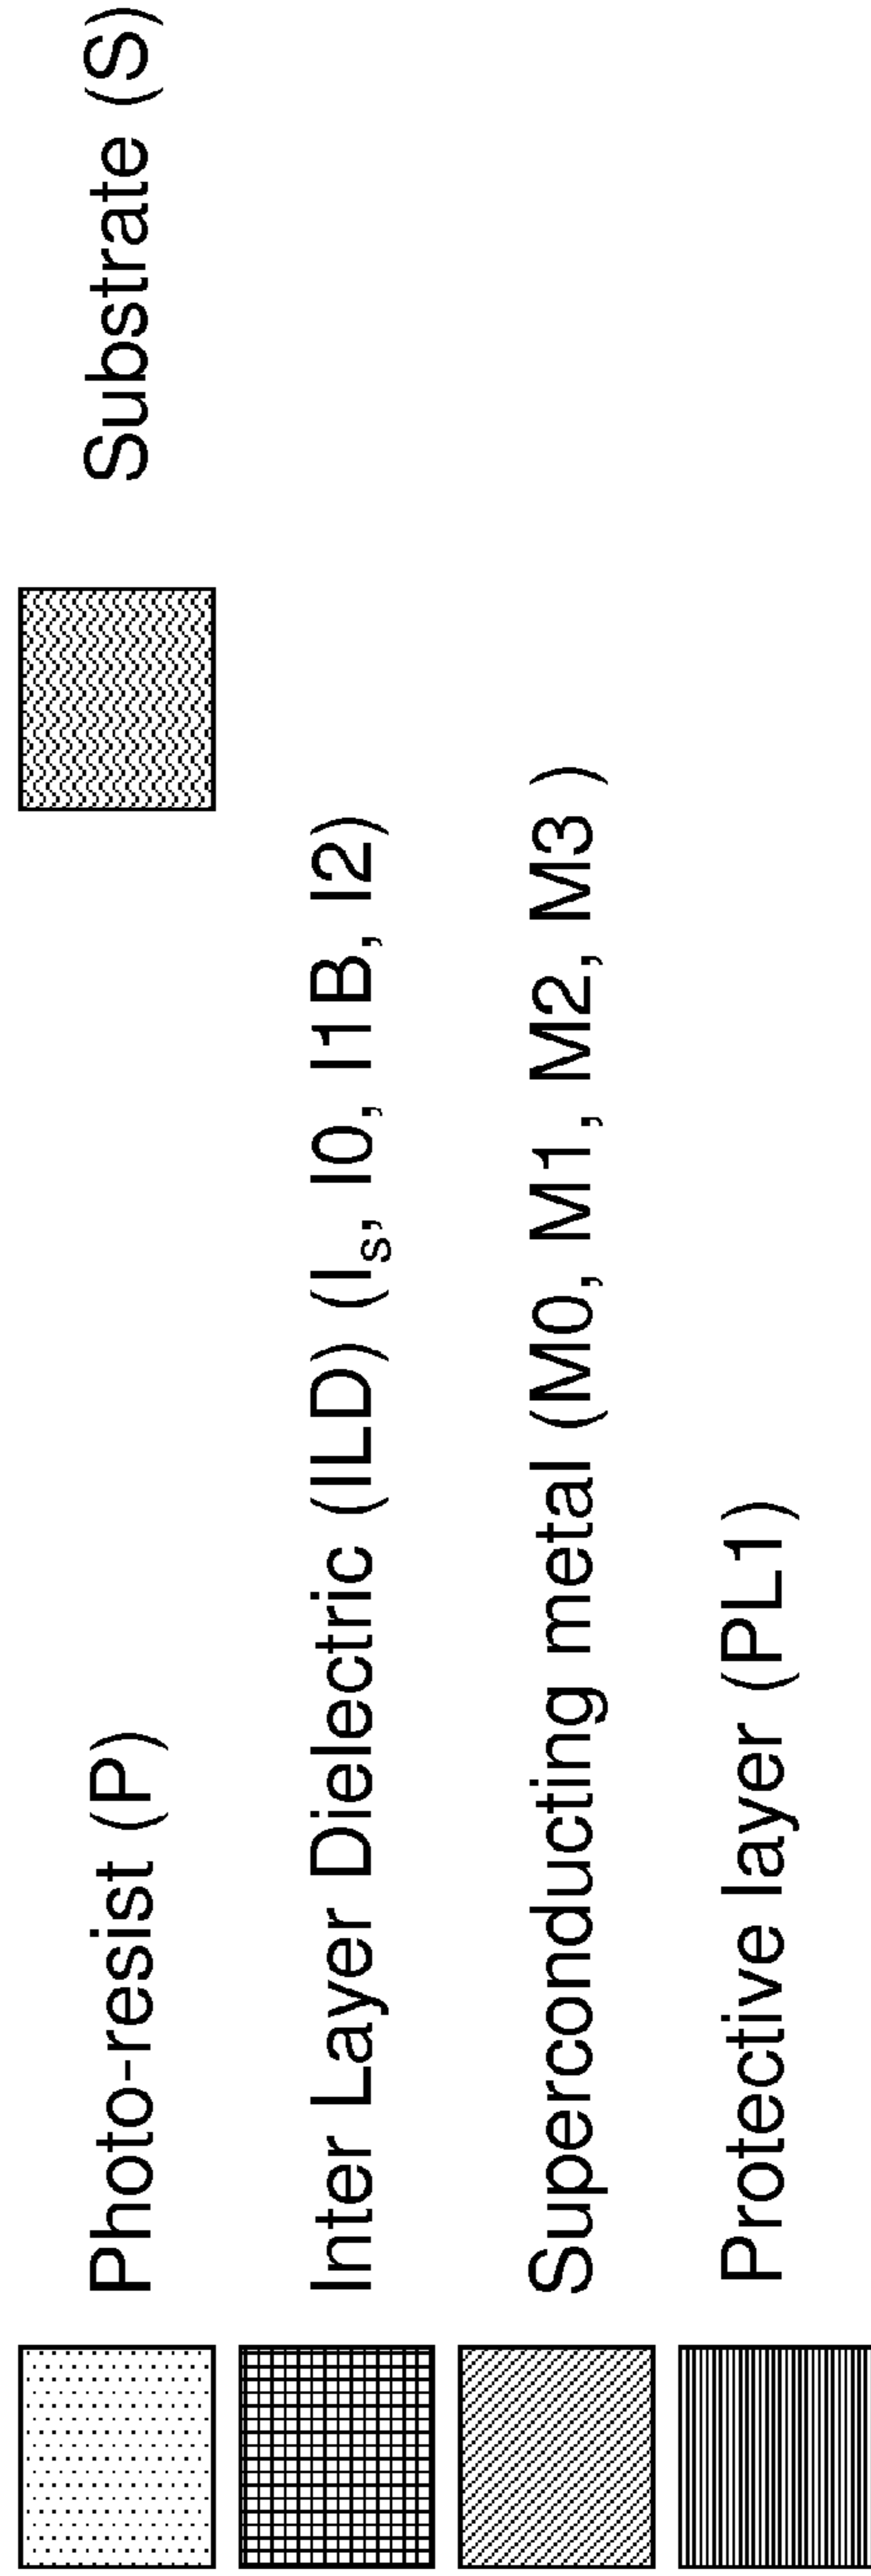 Photo-resist (P)
Substrate (S)
Inter Layer Dielectric (ILD) (Is, I0, I1B, I2)
Superconducting metal (M0, M1, M2, M3 )
Protective layer (PL1)